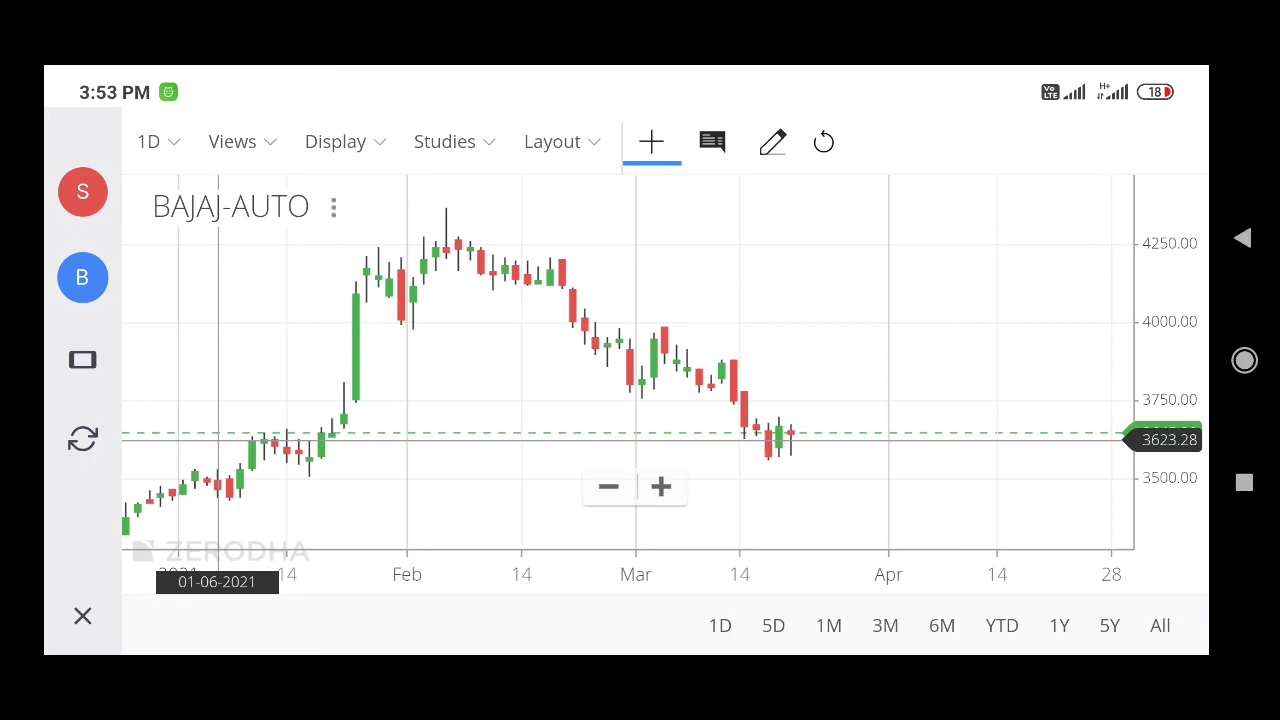 3:53 PM
Vo LTE H+ 18
1D Views Display Studies Layout
S
BAJAJ-AUTO
B
4250.00
4000.00
3750.00
3623.28
3500.00
ZERODHA
14 Feb 14 Mar 14 Apr 14 28
01-06-2021
1D 5D 1M 3M 6M YTD 1Y 5Y All